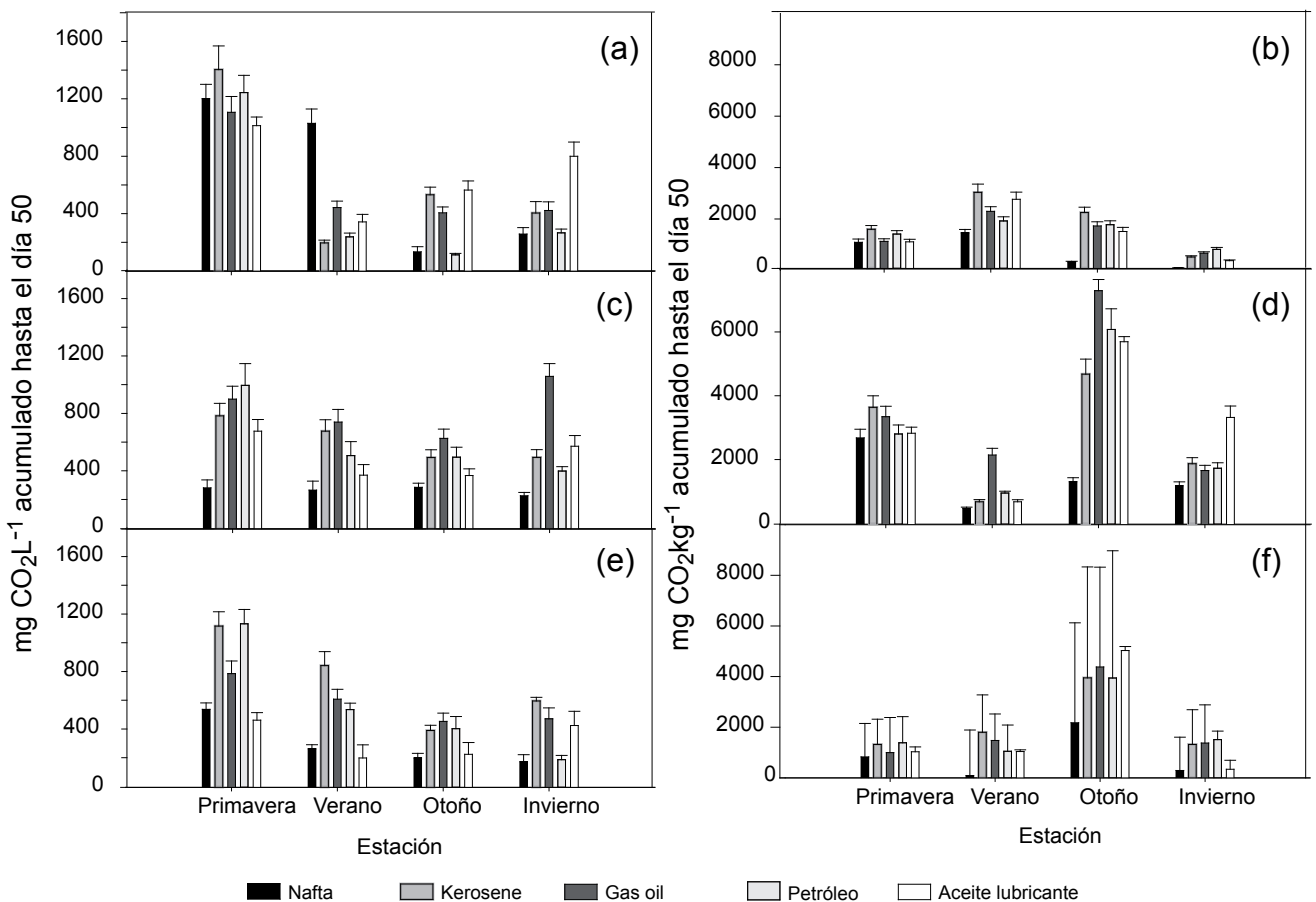 mg CO₂L⁻¹ acumulado hasta el día 50
(a)
1600
1200
800
400
0
(c)
1600
1200
800
400
0
(e)
1600
1200
800
400
0
Primavera Verano Otoño Invierno
Estación
mg CO₂kg⁻¹ acumulado hasta el día 50
(b)
8000
6000
4000
2000
0
(d)
6000
4000
2000
0
(f)
8000
6000
4000
2000
0
Primavera Verano Otoño Invierno
Estación
Nafta Kerosene Gas oil Petróleo Aceite lubricante